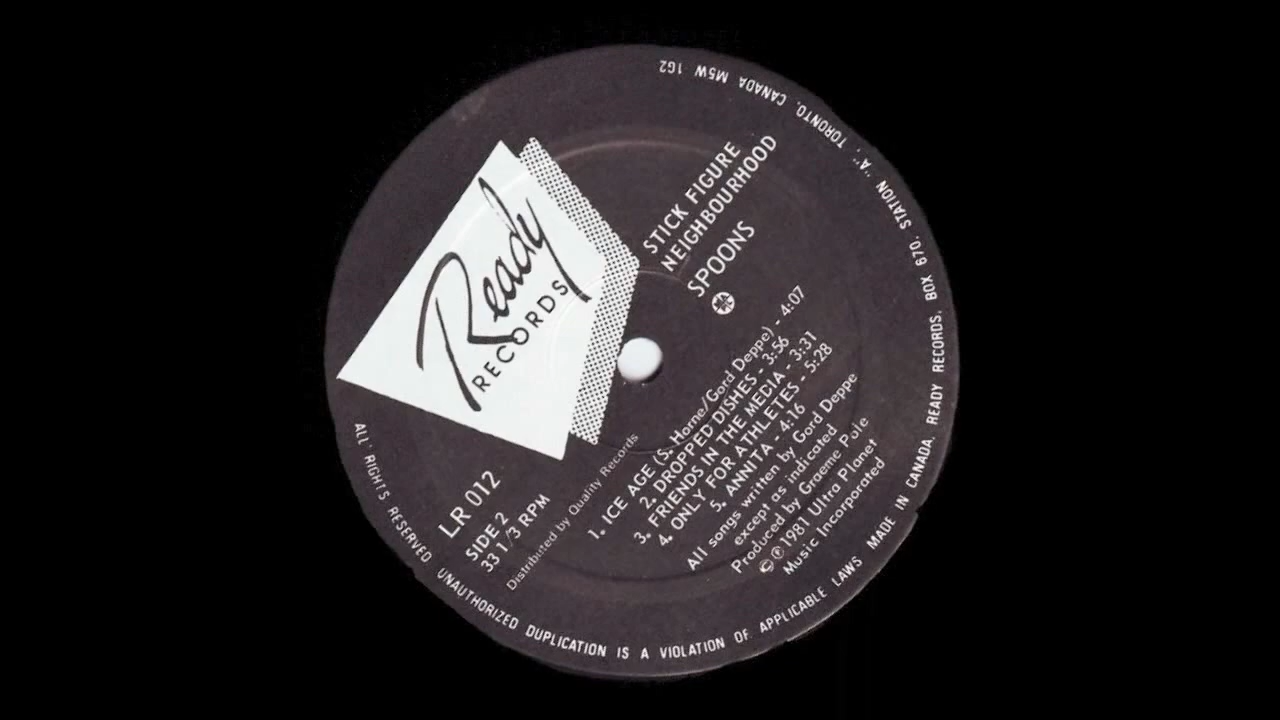 Ready
RECORDS
STICK FIGURE
NEIGHBOURHOOD
SPOONS
LR 012
SIDE 2
33 1/3 RPM
Distributed by Quality Records
1. ICE AGE (S. Horne/Gord Deppe) - 4:07
2. DROPPED DISHES - 3:56
3. FRIENDS IN THE MEDIA - 3:31
4. ONLY FOR ATHLETES - 5:28
5. ANNITA - 4:16
All songs written by Gord Deppe
except as indicated
Produced by Graeme Pole
©℗1981 Ultra Planet
Music Incorporated
ALL RIGHTS RESERVED UNAUTHORIZED DUPLICATION IS A VIOLATION OF APPLICABLE LAWS MADE IN CANADA, READY RECORDS, BOX 670, STATION "A", TORONTO, CANADA M5W 1G2